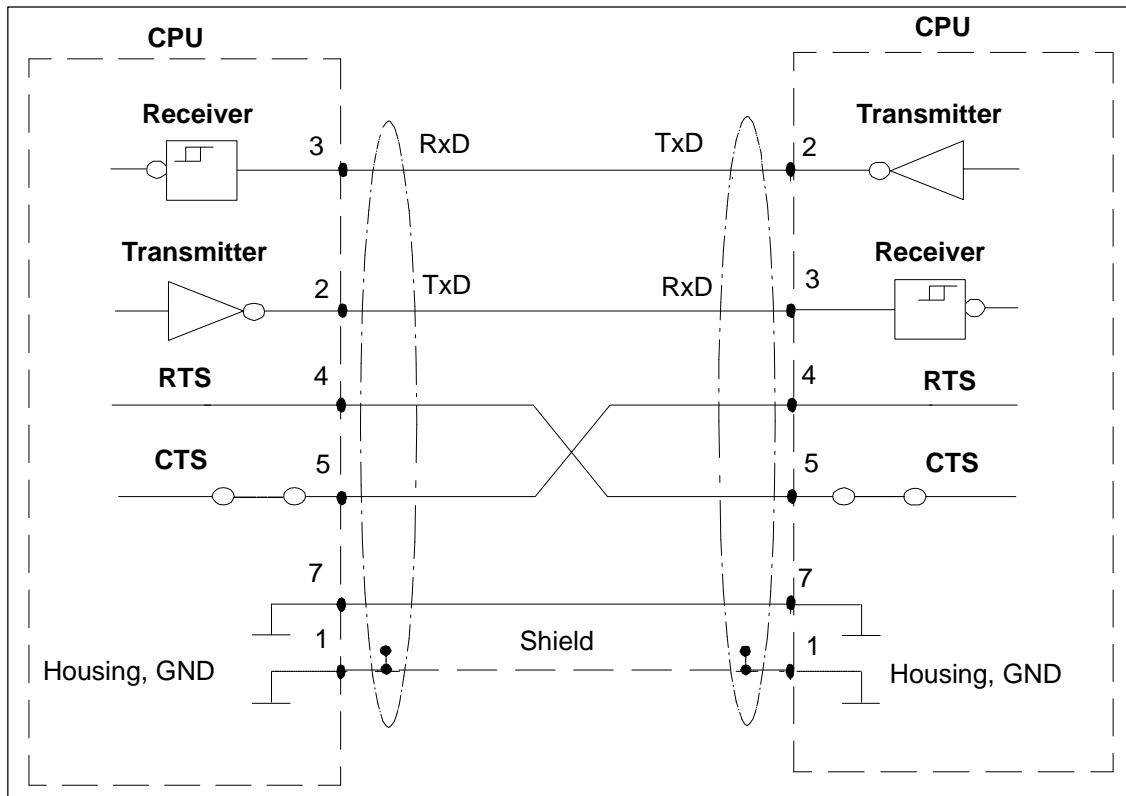 CPU
CPU
Receiver
3
RxD
TxD
2
Transmitter
Transmitter
2
TxD
RxD
3
Receiver
RTS
4
4
RTS
CTS
5
5
CTS
7
7
1
Shield
1
Housing, GND
Housing, GND